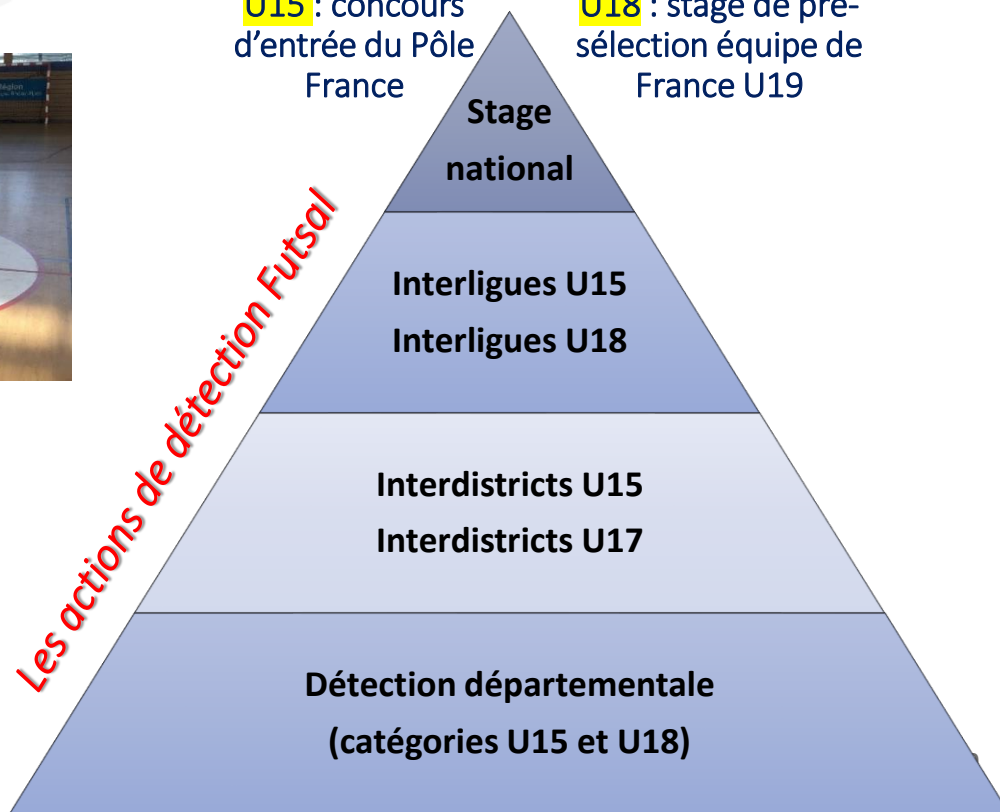 U15 : concours
d'entrée du Pôle
France
U18 : stage de pré-
sélection équipe de
France U19
Stage
national
Les actions de détection Futsal
Interligues U15
Interligues U18
Interdistricts U15
Interdistricts U17
Détection départementale
(catégories U15 et U18)